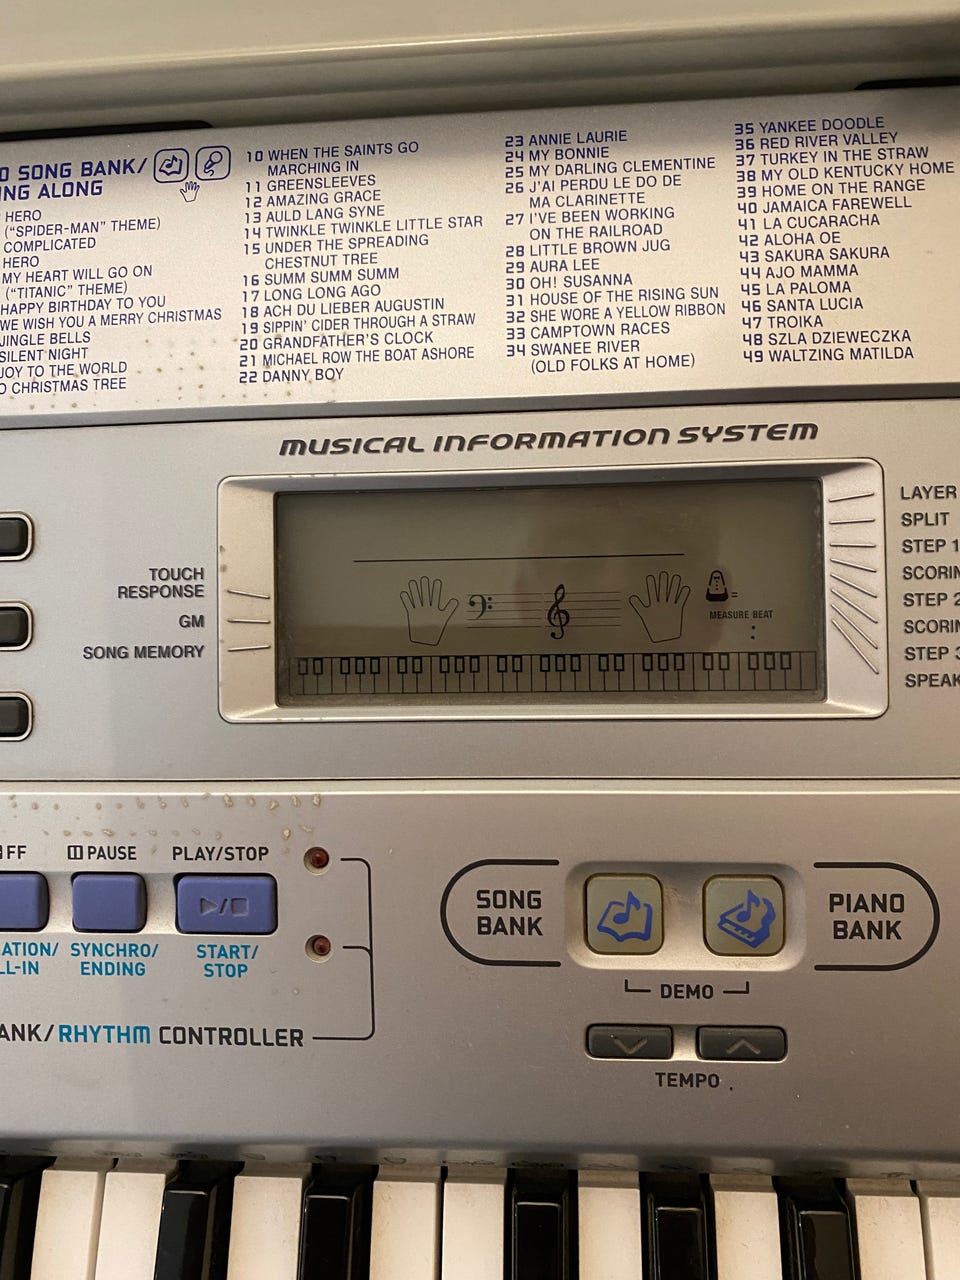 0 SONG BANK/
ING ALONG
HERO
("SPIDER-MAN" THEME)
COMPLICATED
HERO
MY HEART WILL GO ON
("TITANIC" THEME)
HAPPY BIRTHDAY TO YOU
WE WISH YOU A MERRY CHRISTMAS
JINGLE BELLS
SILENT NIGHT
JOY TO THE WORLD
O CHRISTMAS TREE
10 WHEN THE SAINTS GO
MARCHING IN
11 GREENSLEEVES
12 AMAZING GRACE
13 AULD LANG SYNE
14 TWINKLE TWINKLE LITTLE STAR
15 UNDER THE SPREADING
CHESTNUT TREE
16 SUMM SUMM SUMM
17 LONG LONG AGO
18 ACH DU LIEBER AUGUSTIN
19 SIPPIN' CIDER THROUGH A STRAW
20 GRANDFATHER'S CLOCK
21 MICHAEL ROW THE BOAT ASHORE
22 DANNY BOY
23 ANNIE LAURIE
24 MY BONNIE
25 MY DARLING CLEMENTINE
26 J'AI PERDU LE DO DE
MA CLARINETTE
27 I'VE BEEN WORKING
ON THE RAILROAD
28 LITTLE BROWN JUG
29 AURA LEE
30 OH! SUSANNA
31 HOUSE OF THE RISING SUN
32 SHE WORE A YELLOW RIBBON
33 CAMPTOWN RACES
34 SWANEE RIVER
(OLD FOLKS AT HOME)
35 YANKEE DOODLE
36 RED RIVER VALLEY
37 TURKEY IN THE STRAW
38 MY OLD KENTUCKY HOME
39 HOME ON THE RANGE
40 JAMAICA FAREWELL
41 LA CUCARACHA
42 ALOHA OE
43 SAKURA SAKURA
44 AJO MAMMA
45 LA PALOMA
46 SANTA LUCIA
47 TROIKA
48 SZLA DZIEWECZKA
49 WALTZING MATILDA
MUSICAL INFORMATION SYSTEM
TOUCH
RESPONSE
GM
SONG MEMORY
MEASURE BEAT
LAYER
SPLIT
STEP 1
SCORIN
STEP 2
SCORIN
STEP 3
SPEAK
FF
PAUSE
PLAY/STOP
ATION/
LL-IN
SYNCHRO/
ENDING
START/
STOP
ANK/RHYTHM CONTROLLER
SONG
BANK
PIANO
BANK
DEMO
TEMPO